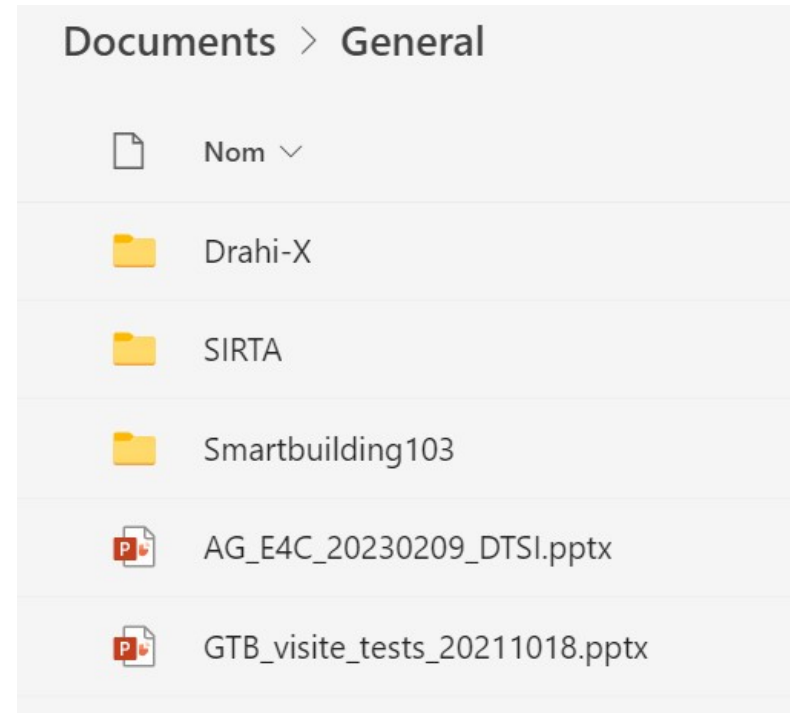 Documents > General
Nom
Drahi-X
SIRTA
Smartbuilding103
AG_E4C_20230209_DTSI.pptx
GTB_visite_tests_20211018.pptx